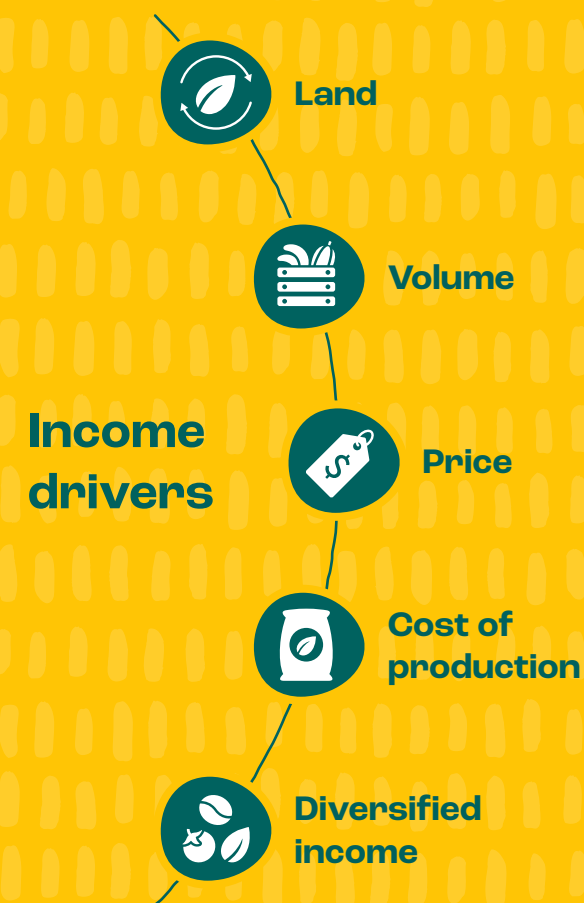 Land
Volume
Income
drivers
Price
$
Cost of
production
Diversified
income